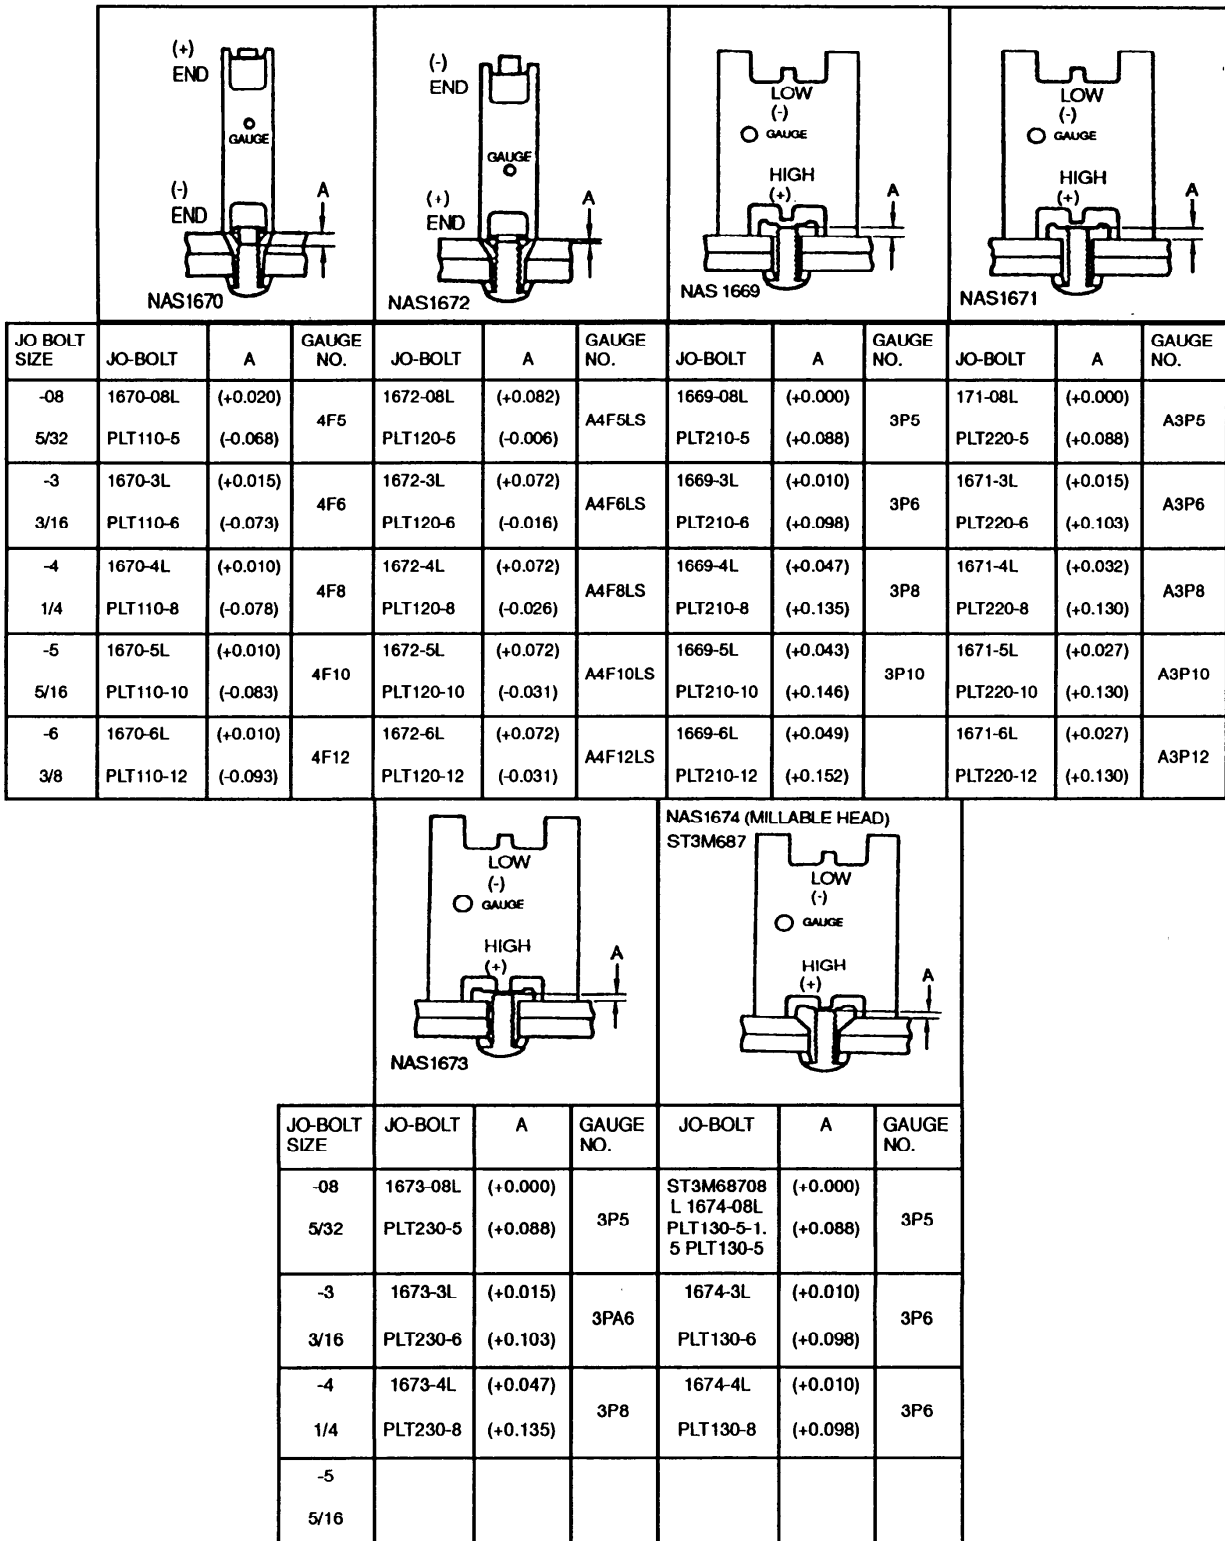 (+)
END
GAUGE
(-)
END
A
NAS1670
(-)
END
GAUGE
(+)
END
A
NAS1672
LOW
(-)
GAUGE
HIGH
(+)
A
NAS 1669
LOW
(-)
GAUGE
HIGH
(+)
A
NAS1671
JO BOLT SIZE JO-BOLT A GAUGE NO. JO-BOLT A GAUGE NO. JO-BOLT A GAUGE NO. JO-BOLT A GAUGE NO.
-08 1670-08L (+0.020) 1672-08L (+0.082) 1669-08L (+0.000) 171-08L (+0.000)
4F5 A4F5LS 3P5 A3P5
5/32 PLT110-5 (-0.068) PLT120-5 (-0.006) PLT210-5 (+0.088) PLT220-5 (+0.088)
-3 1670-3L (+0.015) 1672-3L (+0.072) 1669-3L (+0.010) 1671-3L (+0.015)
4F6 A4F6LS 3P6 A3P6
3/16 PLT110-6 (-0.073) PLT120-6 (-0.016) PLT210-6 (+0.098) PLT220-6 (+0.103)
-4 1670-4L (+0.010) 1672-4L (+0.072) 1669-4L (+0.047) 1671-4L (+0.032)
4F8 A4F8LS 3P8 A3P8
1/4 PLT110-8 (-0.078) PLT120-8 (-0.026) PLT210-8 (+0.135) PLT220-8 (+0.130)
-5 1670-5L (+0.010) 1672-5L (+0.072) 1669-5L (+0.043) 1671-5L (+0.027)
4F10 A4F10LS 3P10 A3P10
5/16 PLT110-10 (-0.083) PLT120-10 (-0.031) PLT210-10 (+0.146) PLT220-10 (+0.130)
-6 1670-6L (+0.010) 1672-6L (+0.072) 1669-6L (+0.049) 1671-6L (+0.027)
4F12 A4F12LS A3P12
3/8 PLT110-12 (-0.093) PLT120-12 (-0.031) PLT210-12 (+0.152) PLT220-12 (+0.130)
LOW
(-)
GAUGE
HIGH
(+)
A
NAS1673
NAS1674 (MILLABLE HEAD)
ST3M687
LOW
(-)
GAUGE
HIGH
(+)
A
JO-BOLT SIZE JO-BOLT A GAUGE NO. JO-BOLT A GAUGE NO.
-08 1673-08L (+0.000) ST3M68708 (+0.000)
L 1674-08L
5/32 PLT230-5 (+0.088) 3P5 PLT130-5-1. (+0.088) 3P5
5 PLT130-5
-3 1673-3L (+0.015) 1674-3L (+0.010)
3PA6 3P6
3/16 PLT230-6 (+0.103) PLT130-6 (+0.098)
-4 1673-4L (+0.047) 1674-4L (+0.010)
3P8 3P6
1/4 PLT230-8 (+0.135) PLT130-8 (+0.098)
-5
5/16